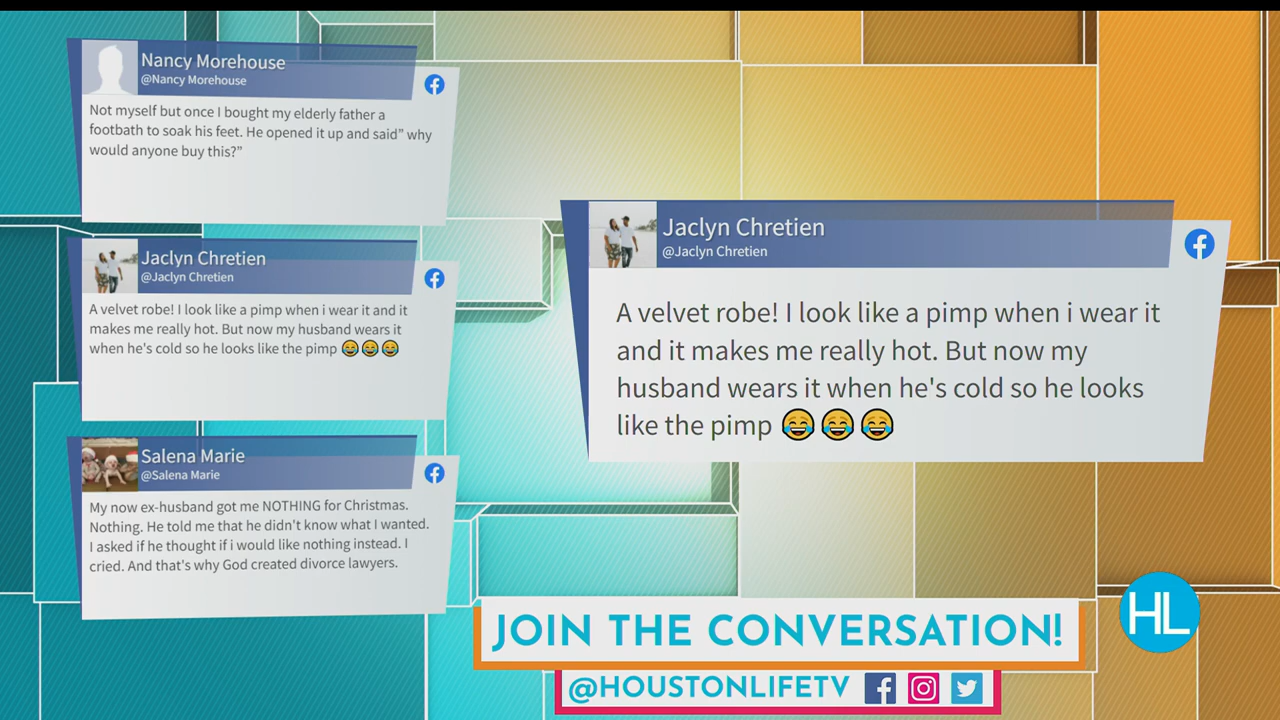 Nancy Morehouse
@Nancy Morehouse
Not myself but once I bought my elderly father a
footbath to soak his feet. He opened it up and said” why
would anyone buy this?”
Jaclyn Chretien
@Jaclyn Chretien
A velvet robe! I look like a pimp when i wear it and it
makes me really hot. But now my husband wears it
when he's cold so he looks like the pimp 😂😂😂
Salena Marie
@Salena Marie
My now ex-husband got me NOTHING for Christmas.
Nothing. He told me that he didn't know what I wanted.
I asked if he thought if i would like nothing instead. I
cried. And that's why God created divorce lawyers.
Jaclyn Chretien
@Jaclyn Chretien
A velvet robe! I look like a pimp when i wear it
and it makes me really hot. But now my
husband wears it when he's cold so he looks
like the pimp 😂😂😂
JOIN THE CONVERSATION!
HL
@HOUSTONLIFETV